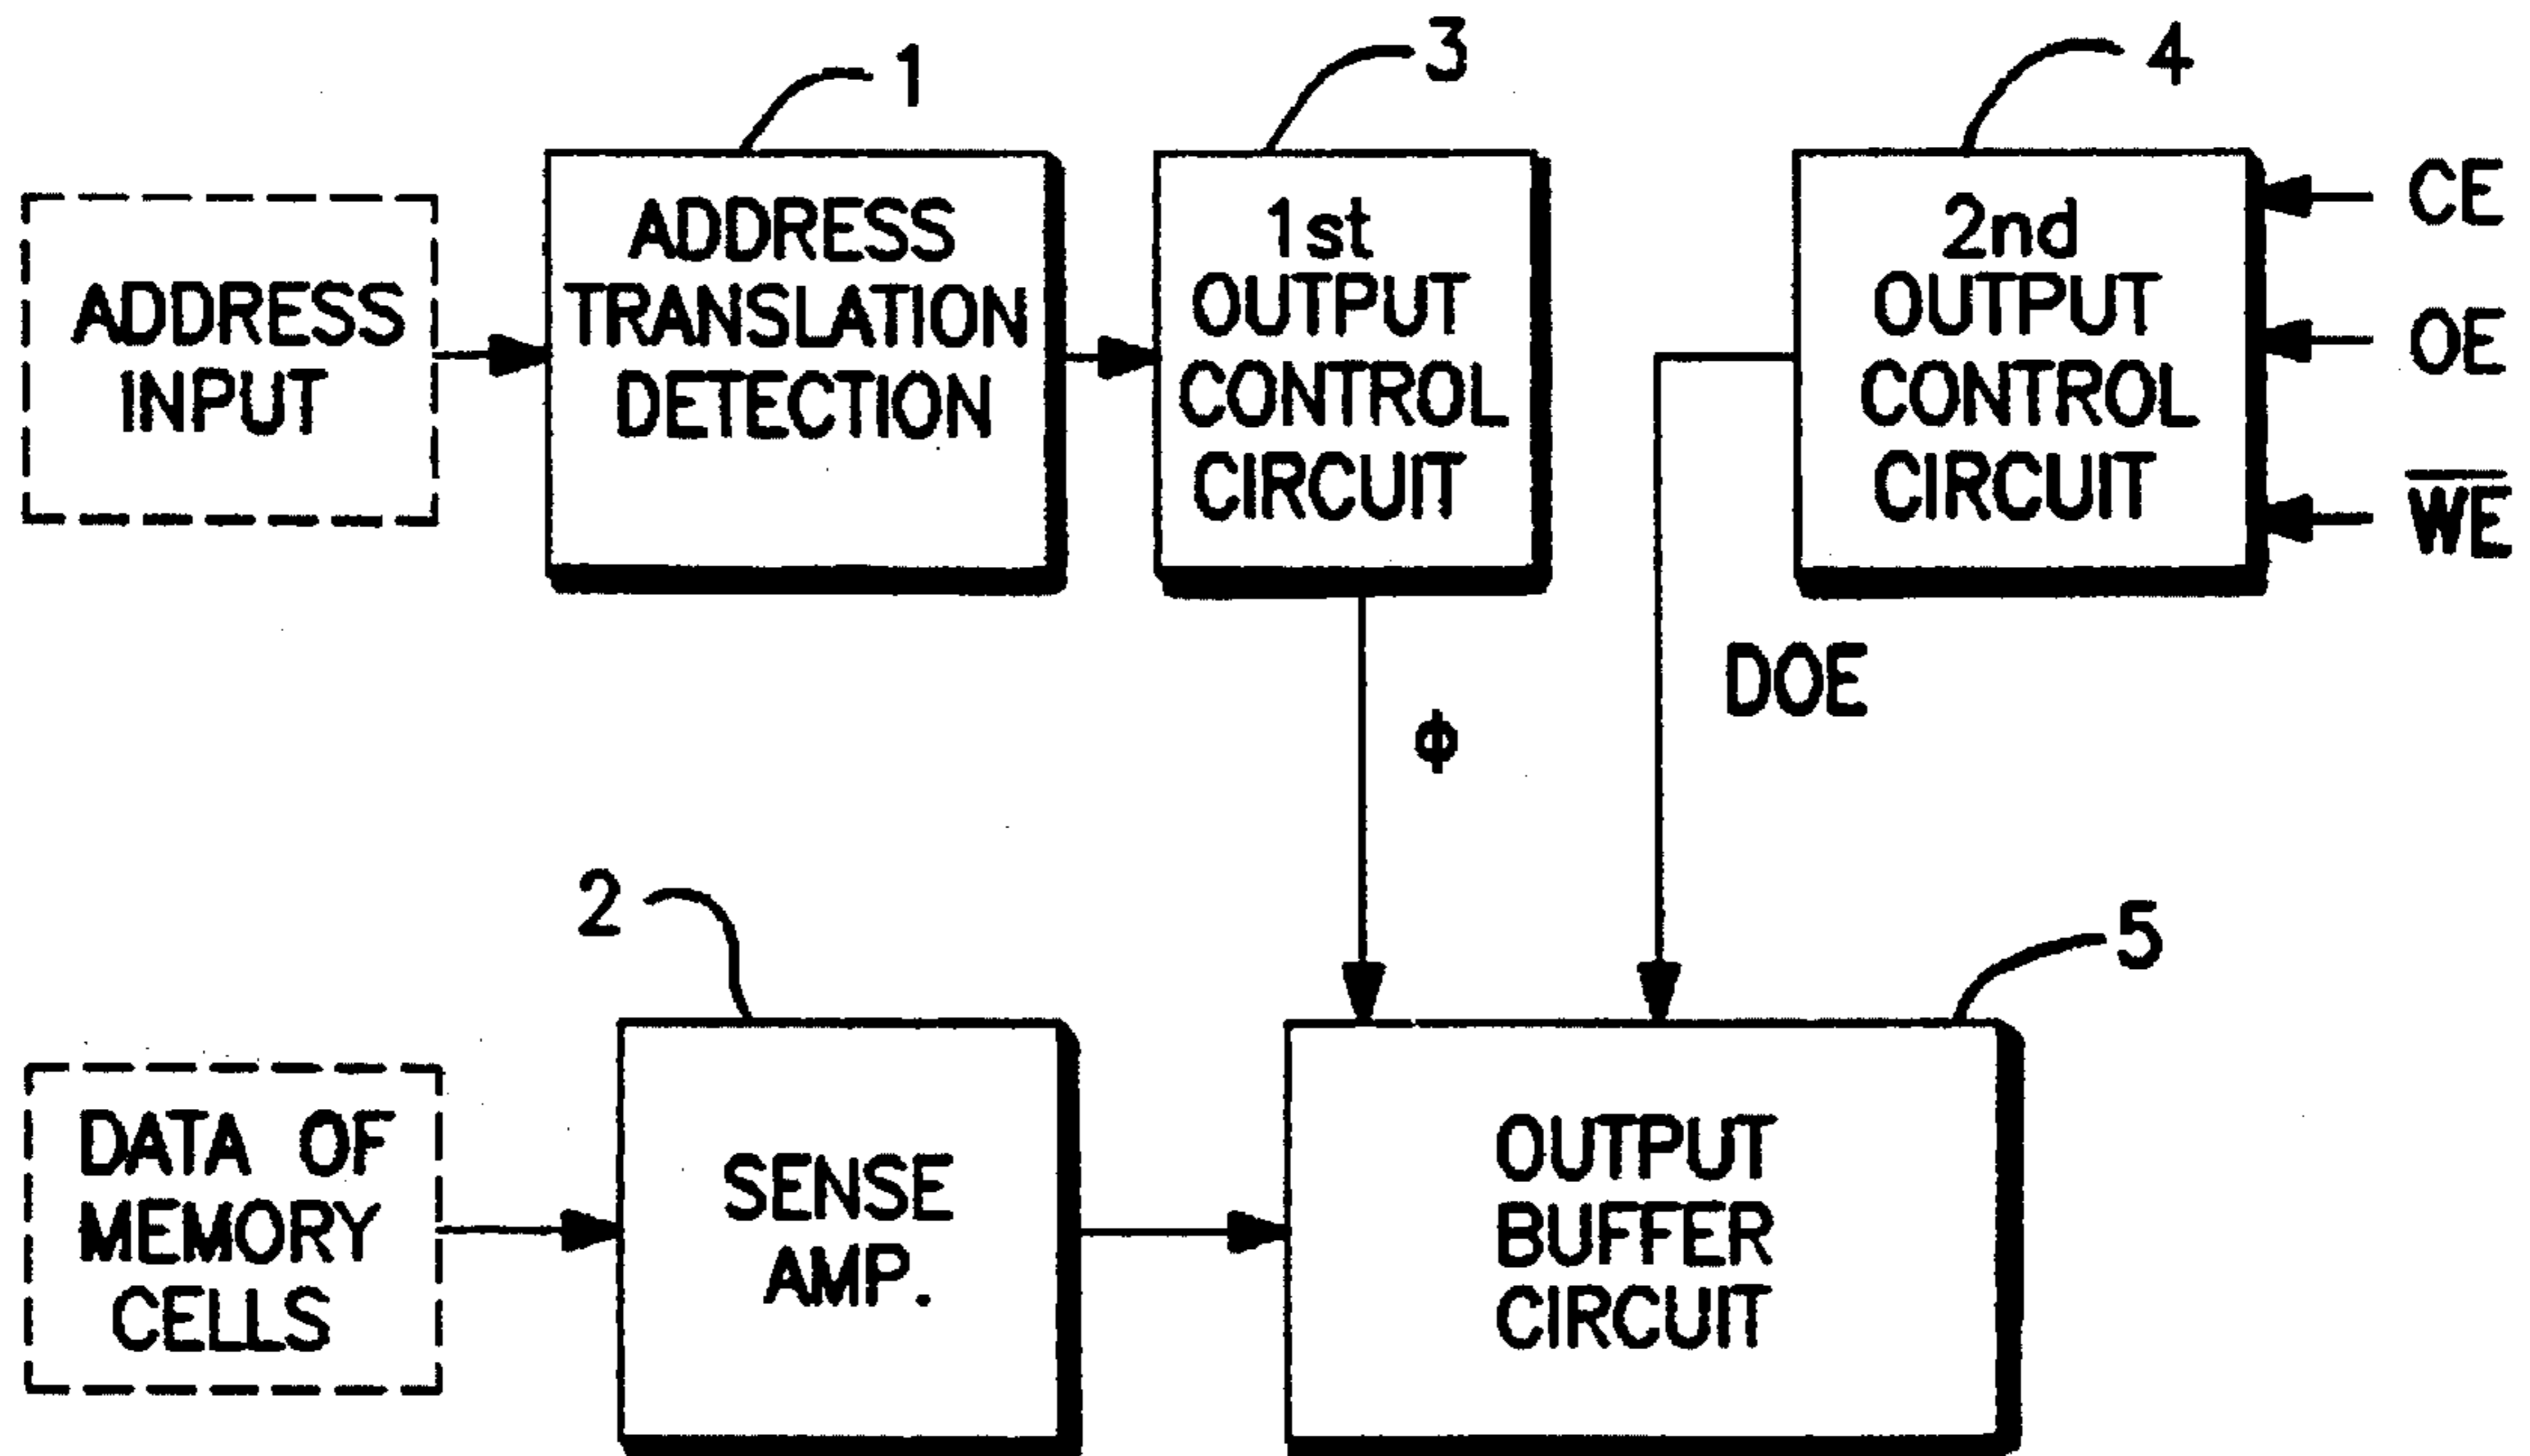 1
3
4
ADDRESS
INPUT
ADDRESS
TRANSLATION
DETECTION
1st
OUTPUT
CONTROL
CIRCUIT
2nd
OUTPUT
CONTROL
CIRCUIT
CE
OE
W̅E̅
DOE
ϕ
2
5
DATA OF
MEMORY
CELLS
SENSE
AMP.
OUTPUT
BUFFER
CIRCUIT